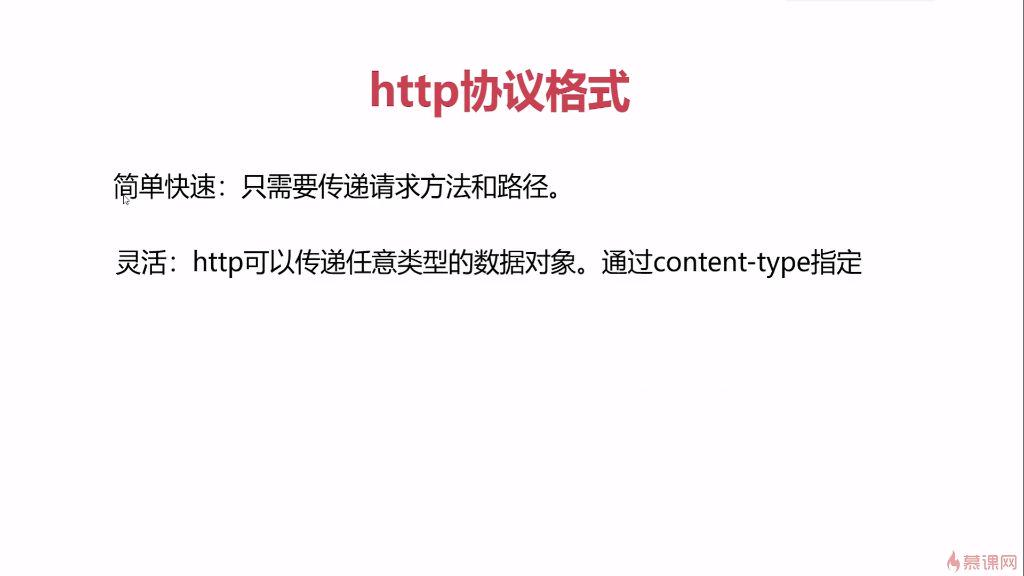 http协议格式
简单快速：只需要传递请求方法和路径。
灵活：http可以传递任意类型的数据对象。通过content-type指定
慕课网